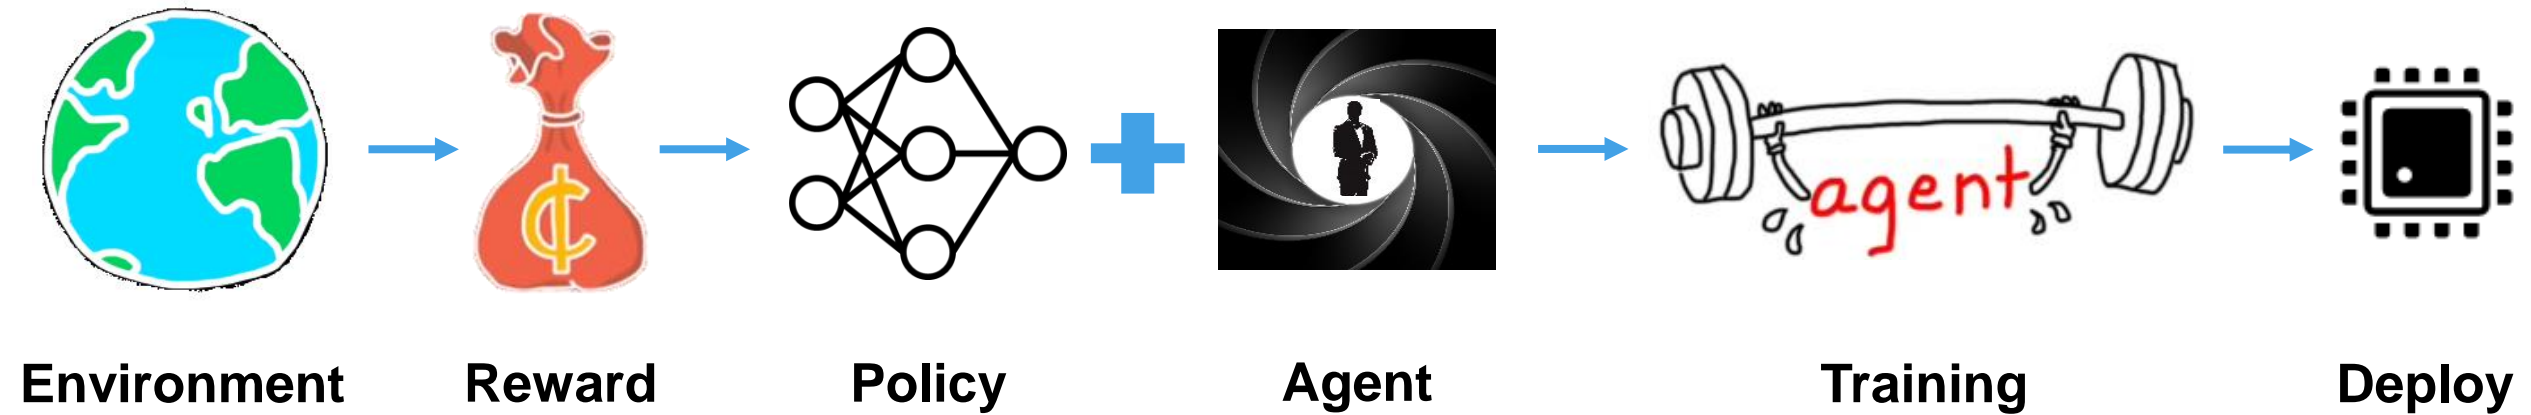 ₵
agent
Environment
Reward
Policy
Agent
Training
Deploy